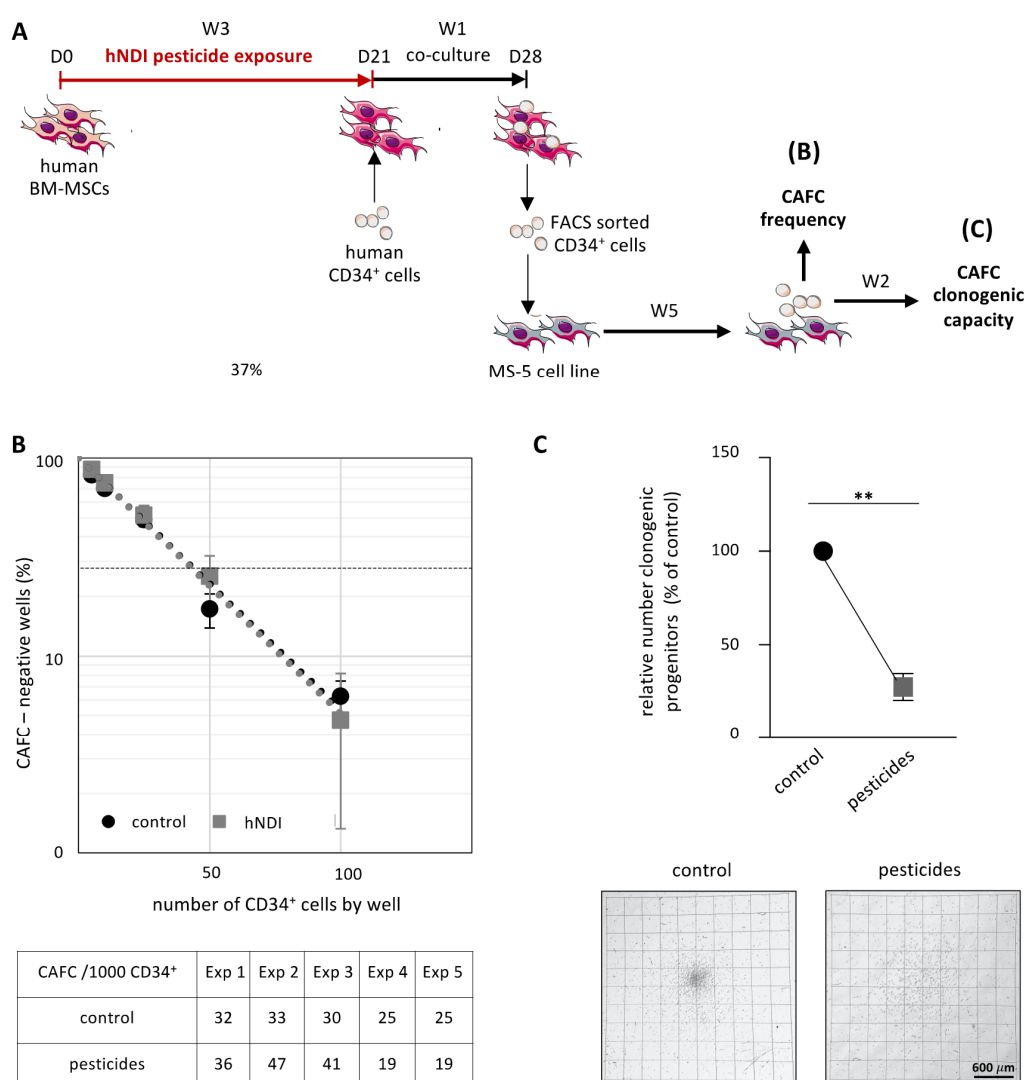 A
W3
W1
D0
hNDI pesticide exposure
D21
co-culture
D28
human
BM-MSCs
human
CD34⁺ cells
FACS sorted
CD34⁺ cells
MS-5 cell line
W5
(B)
CAFC
frequency
W2
(C)
CAFC
clonogenic
capacity
37%
B
CAFC – negative wells (%)
100
10
0
control
hNDI
50
100
number of CD34⁺ cells by well
CAFC /1000 CD34⁺ Exp 1 Exp 2 Exp 3 Exp 4 Exp 5
control 32 33 30 25 25
pesticides 36 47 41 19 19
C
relative number clonogenic
progenitors (% of control)
150
100
50
0
**
control
pesticides
control
pesticides
600 µm